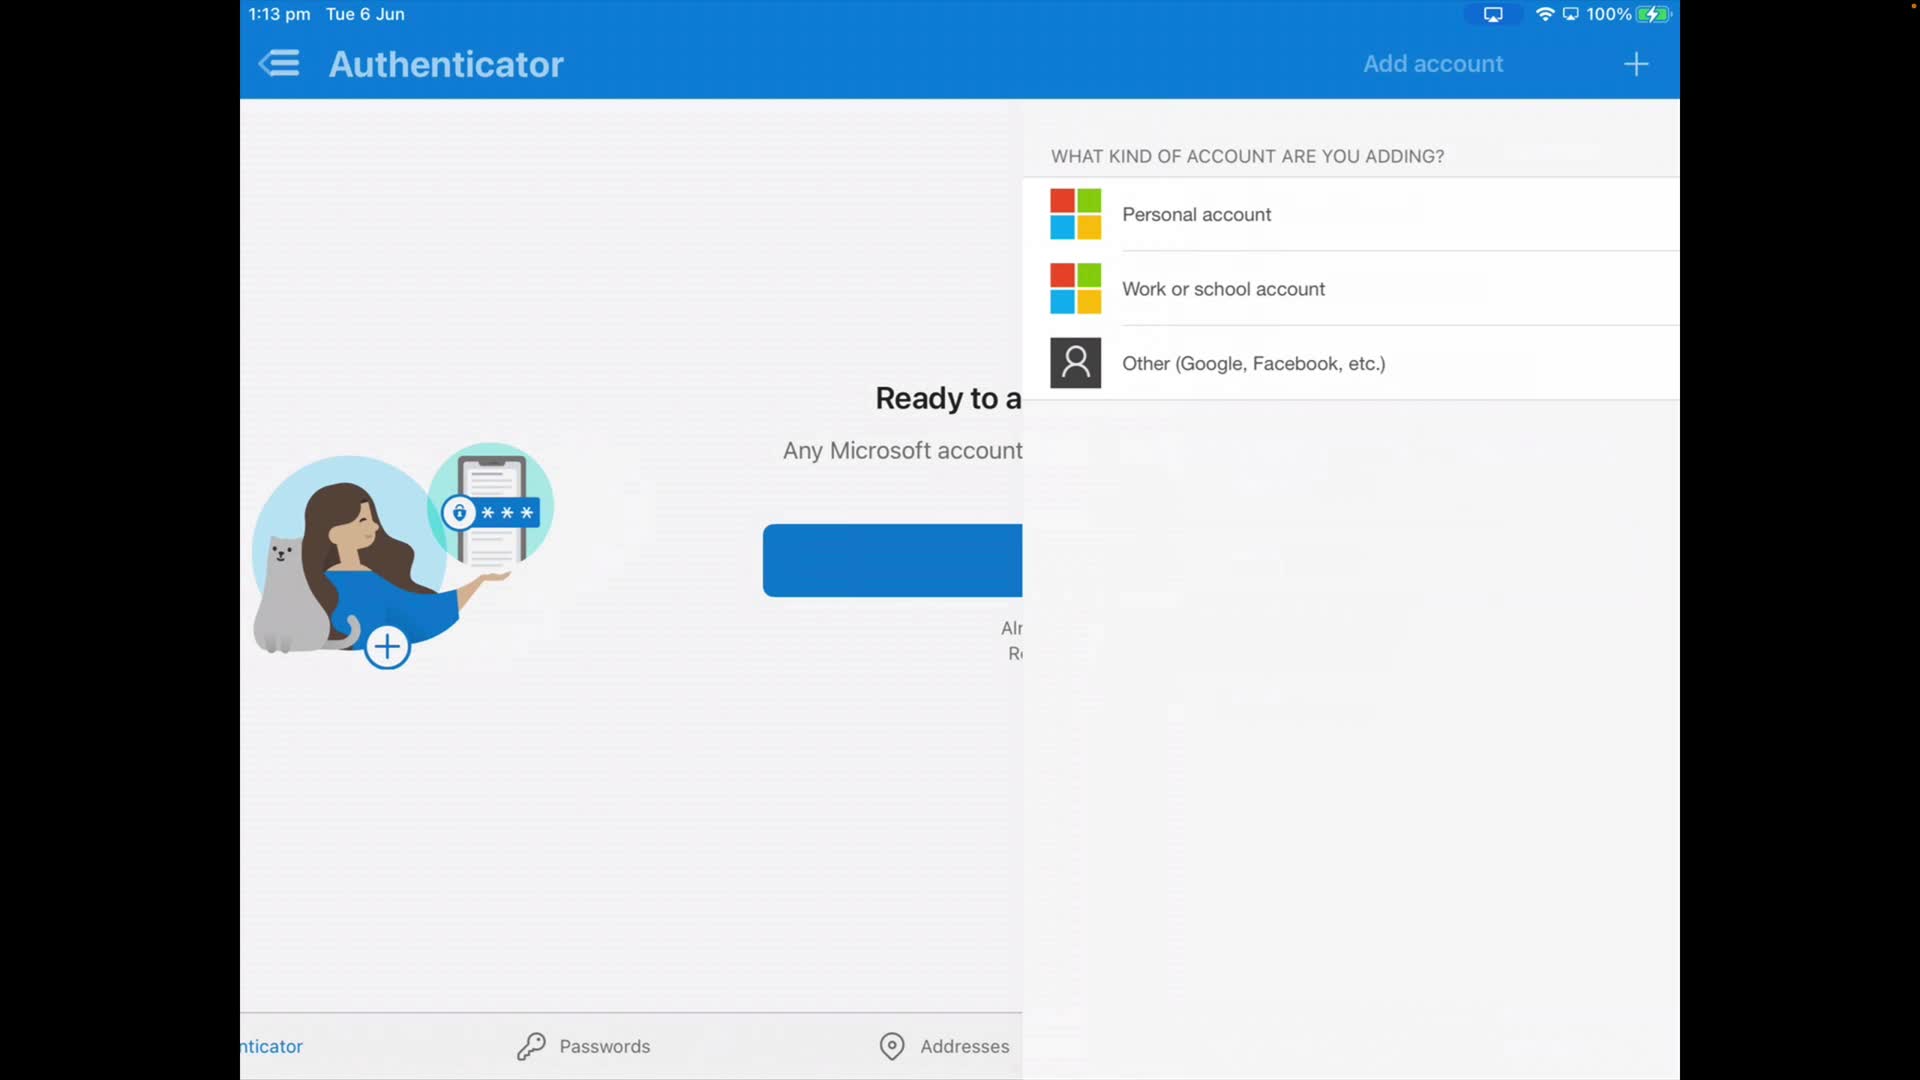 1:13 pm Tue 6 Jun
100%
Authenticator
Add account
WHAT KIND OF ACCOUNT ARE YOU ADDING?
Personal account
Work or school account
Other (Google, Facebook, etc.)
Ready to a
Any Microsoft account
* * *
Alr
Re
nticator
Passwords
Addresses